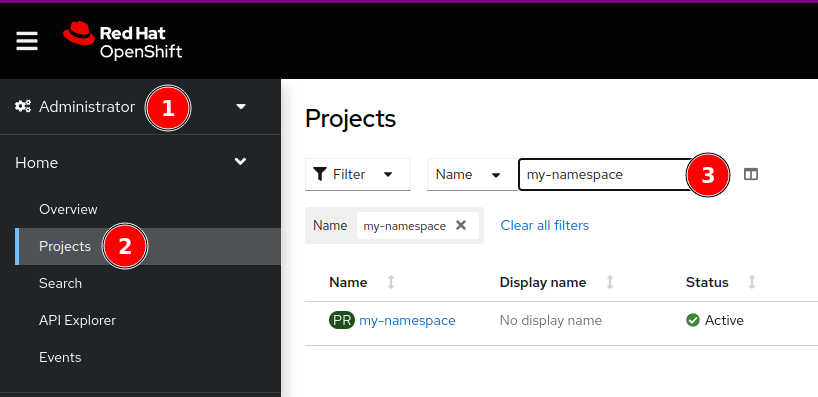 Red Hat
OpenShift
Administrator 1
Home
Overview
Projects 2
Search
API Explorer
Events
Projects
Filter Name my-namespace 3
Name my-namespace Clear all filters
Name Display name Status
PR my-namespace No display name Active